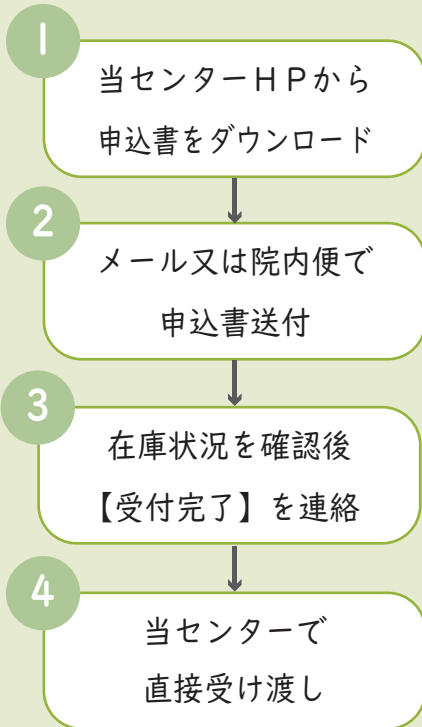 1
当センターＨＰから
申込書をダウンロード
2
メール又は院内便で
申込書送付
3
在庫状況を確認後
【受付完了】を連絡
4
当センターで
直接受け渡し